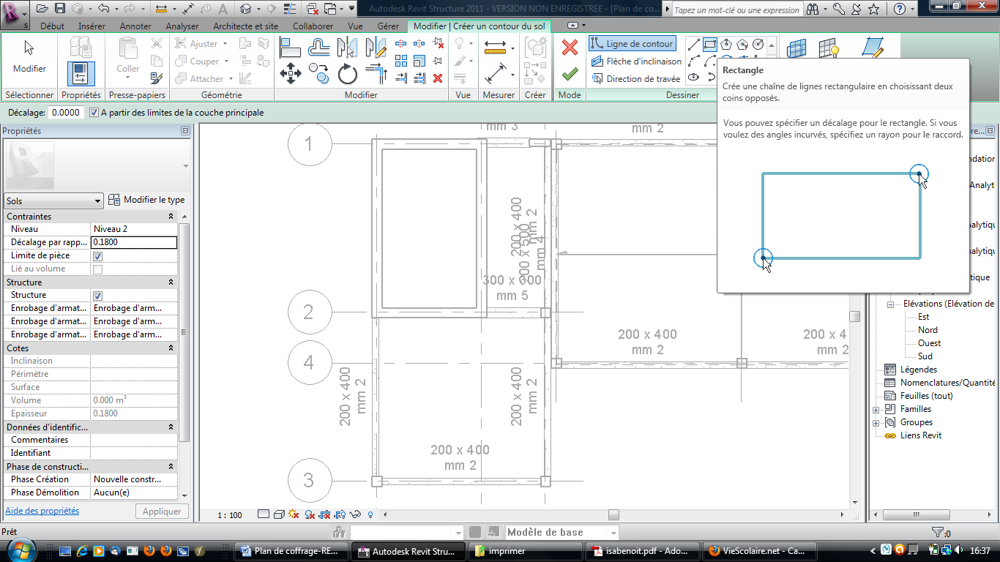 Autodesk Revit Structure 2011 - VERSION NON ENREGISTREE - [Plan de co...
Tapez un mot-clé ou une expression
Début Insérer Annoter Analyser Architecte et site Collaborer Vue Gérer Modifier | Créer un contour du sol
Modifier
Coller
Ajuster
Couper
Attacher
Ligne de contour
Flèche d'inclinaison
Direction de travée
Sélectionner Propriétés Presse-papiers Géométrie Modifier Vue Mesurer Créer Mode Dessiner
Rectangle
Crée une chaîne de lignes rectangulaire en choisissant deux
coins opposés.
Vous pouvez spécifier un décalage pour le rectangle. Si vous
voulez des angles incurvés, spécifiez un rayon pour le raccord.
Décalage: 0.0000 A partir des limites de la couche principale
Propriétés
Sols
Modifier le type
Contraintes
Niveau Niveau 2
Décalage par rapp... 0.1800
Limite de pièce
Lié au volume
Structure
Structure
Enrobage d'armat... Enrobage d'arm...
Enrobage d'armat... Enrobage d'arm...
Enrobage d'armat... Enrobage d'arm...
Cotes
Inclinaison
Périmètre
Surface
Volume 0.000 m³
Epaisseur 0.1800
Données d'identific...
Commentaires
Identifiant
Phase de constructi...
Phase Création Nouvelle constr...
Phase Démolition Aucun(e)
Aide des propriétés
Appliquer
1
2
4
3
mm 3
mm 2
200 x 400
mm 2
200 x 500
mm 4
300 x 600
mm 5
200 x 400
mm 2
200 x 4
mm 2
200 x 400
mm 2
200 x 400
mm 2
200 x 400
mm 2
1 : 100
re...
ndation
Analyt
alytiqu
alytiqu
tique
Elévations (Elévation de
Est
Nord
Ouest
Sud
Légendes
Nomenclatures/Quantité
Feuilles (tout)
Familles
Groupes
Liens Revit
Prêt
Modèle de base
:0
Plan de coffrage-RE...
Autodesk Revit Stru...
imprimer
isabenoit.pdf - Ado...
VieScolaire.net - Ca...
16:37